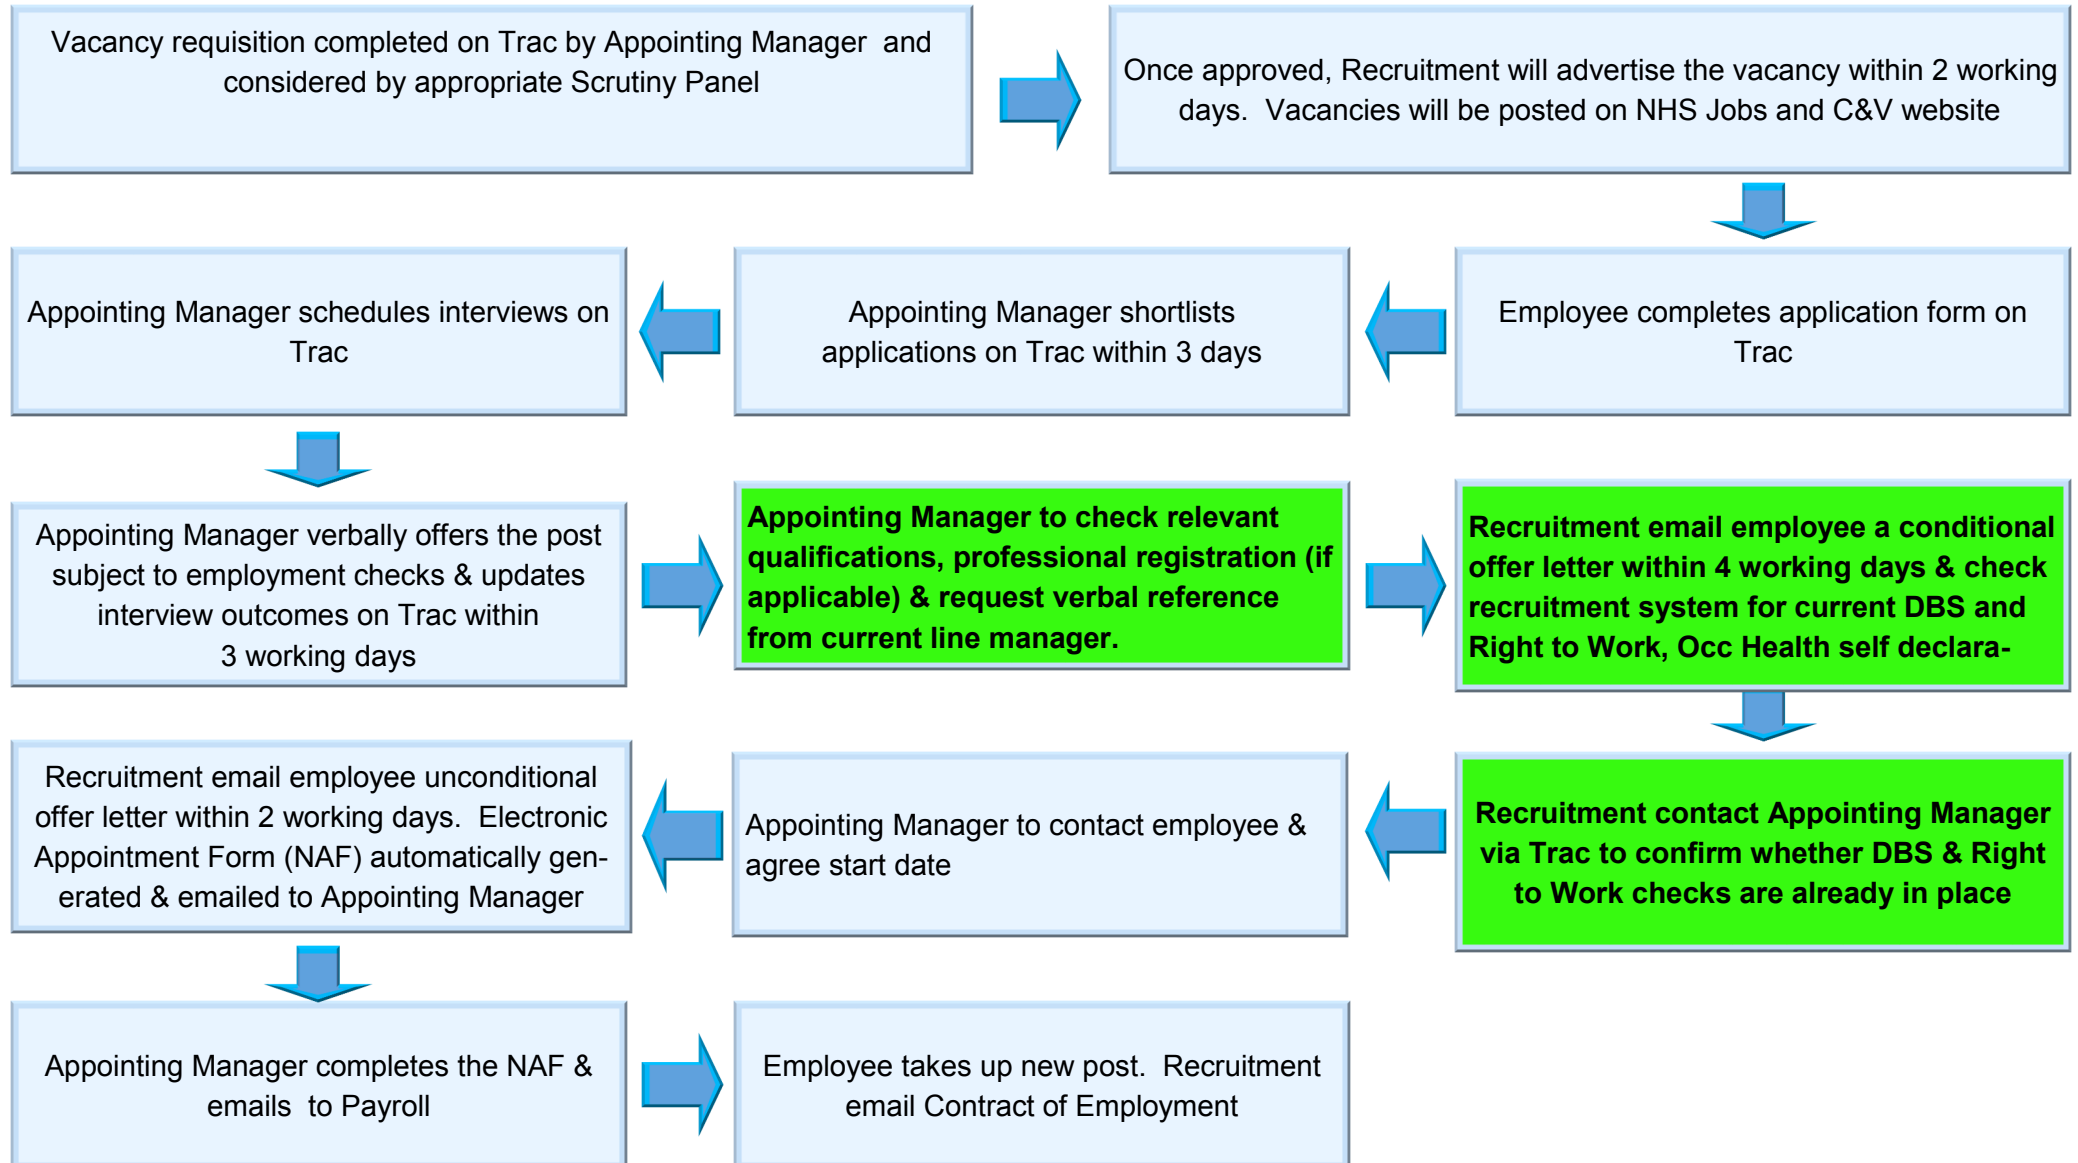 Vacancy requisition completed on Trac by Appointing Manager  and
considered by appropriate Scrutiny Panel
Once approved, Recruitment will advertise the vacancy within 2 working
days.  Vacancies will be posted on NHS Jobs and C&V website
Employee completes application form on
Trac
Appointing Manager shortlists
applications on Trac within 3 days
Appointing Manager schedules interviews on
Trac
Appointing Manager verbally offers the post
subject to employment checks & updates
interview outcomes on Trac within
3 working days
Appointing Manager to check relevant
qualifications, professional registration (if
applicable) & request verbal reference
from current line manager.
Recruitment email employee a conditional
offer letter within 4 working days & check
recruitment system for current DBS and
Right to Work, Occ Health self declara-
Recruitment contact Appointing Manager
via Trac to confirm whether DBS & Right
to Work checks are already in place
Appointing Manager to contact employee &
agree start date
Recruitment email employee unconditional
offer letter within 2 working days.  Electronic
Appointment Form (NAF) automatically gen-
erated & emailed to Appointing Manager
Appointing Manager completes the NAF &
emails  to Payroll
Employee takes up new post.  Recruitment
email Contract of Employment